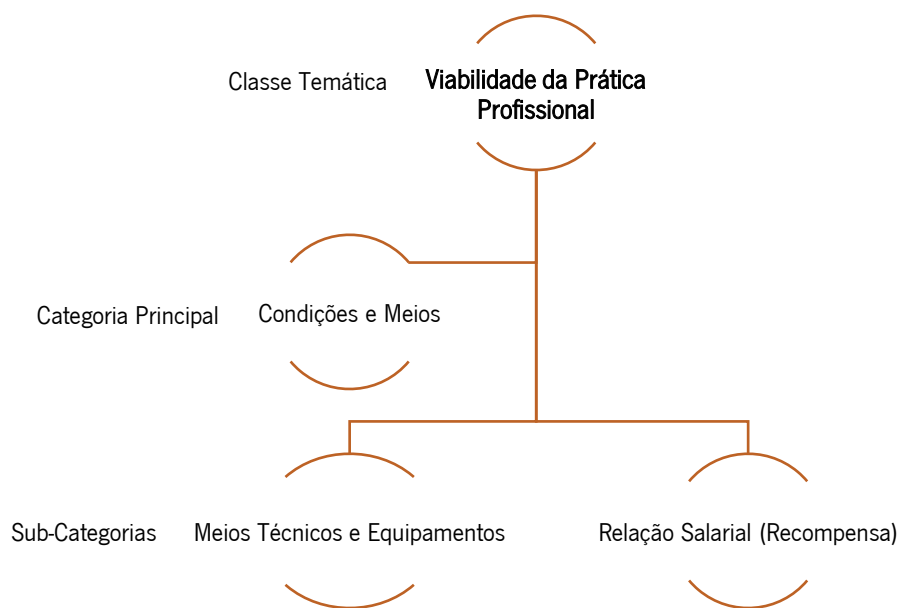 Classe Temática
Viabilidade da Prática
Profissional
Categoria Principal
Condições e Meios
Sub-Categorias
Meios Técnicos e Equipamentos
Relação Salarial (Recompensa)